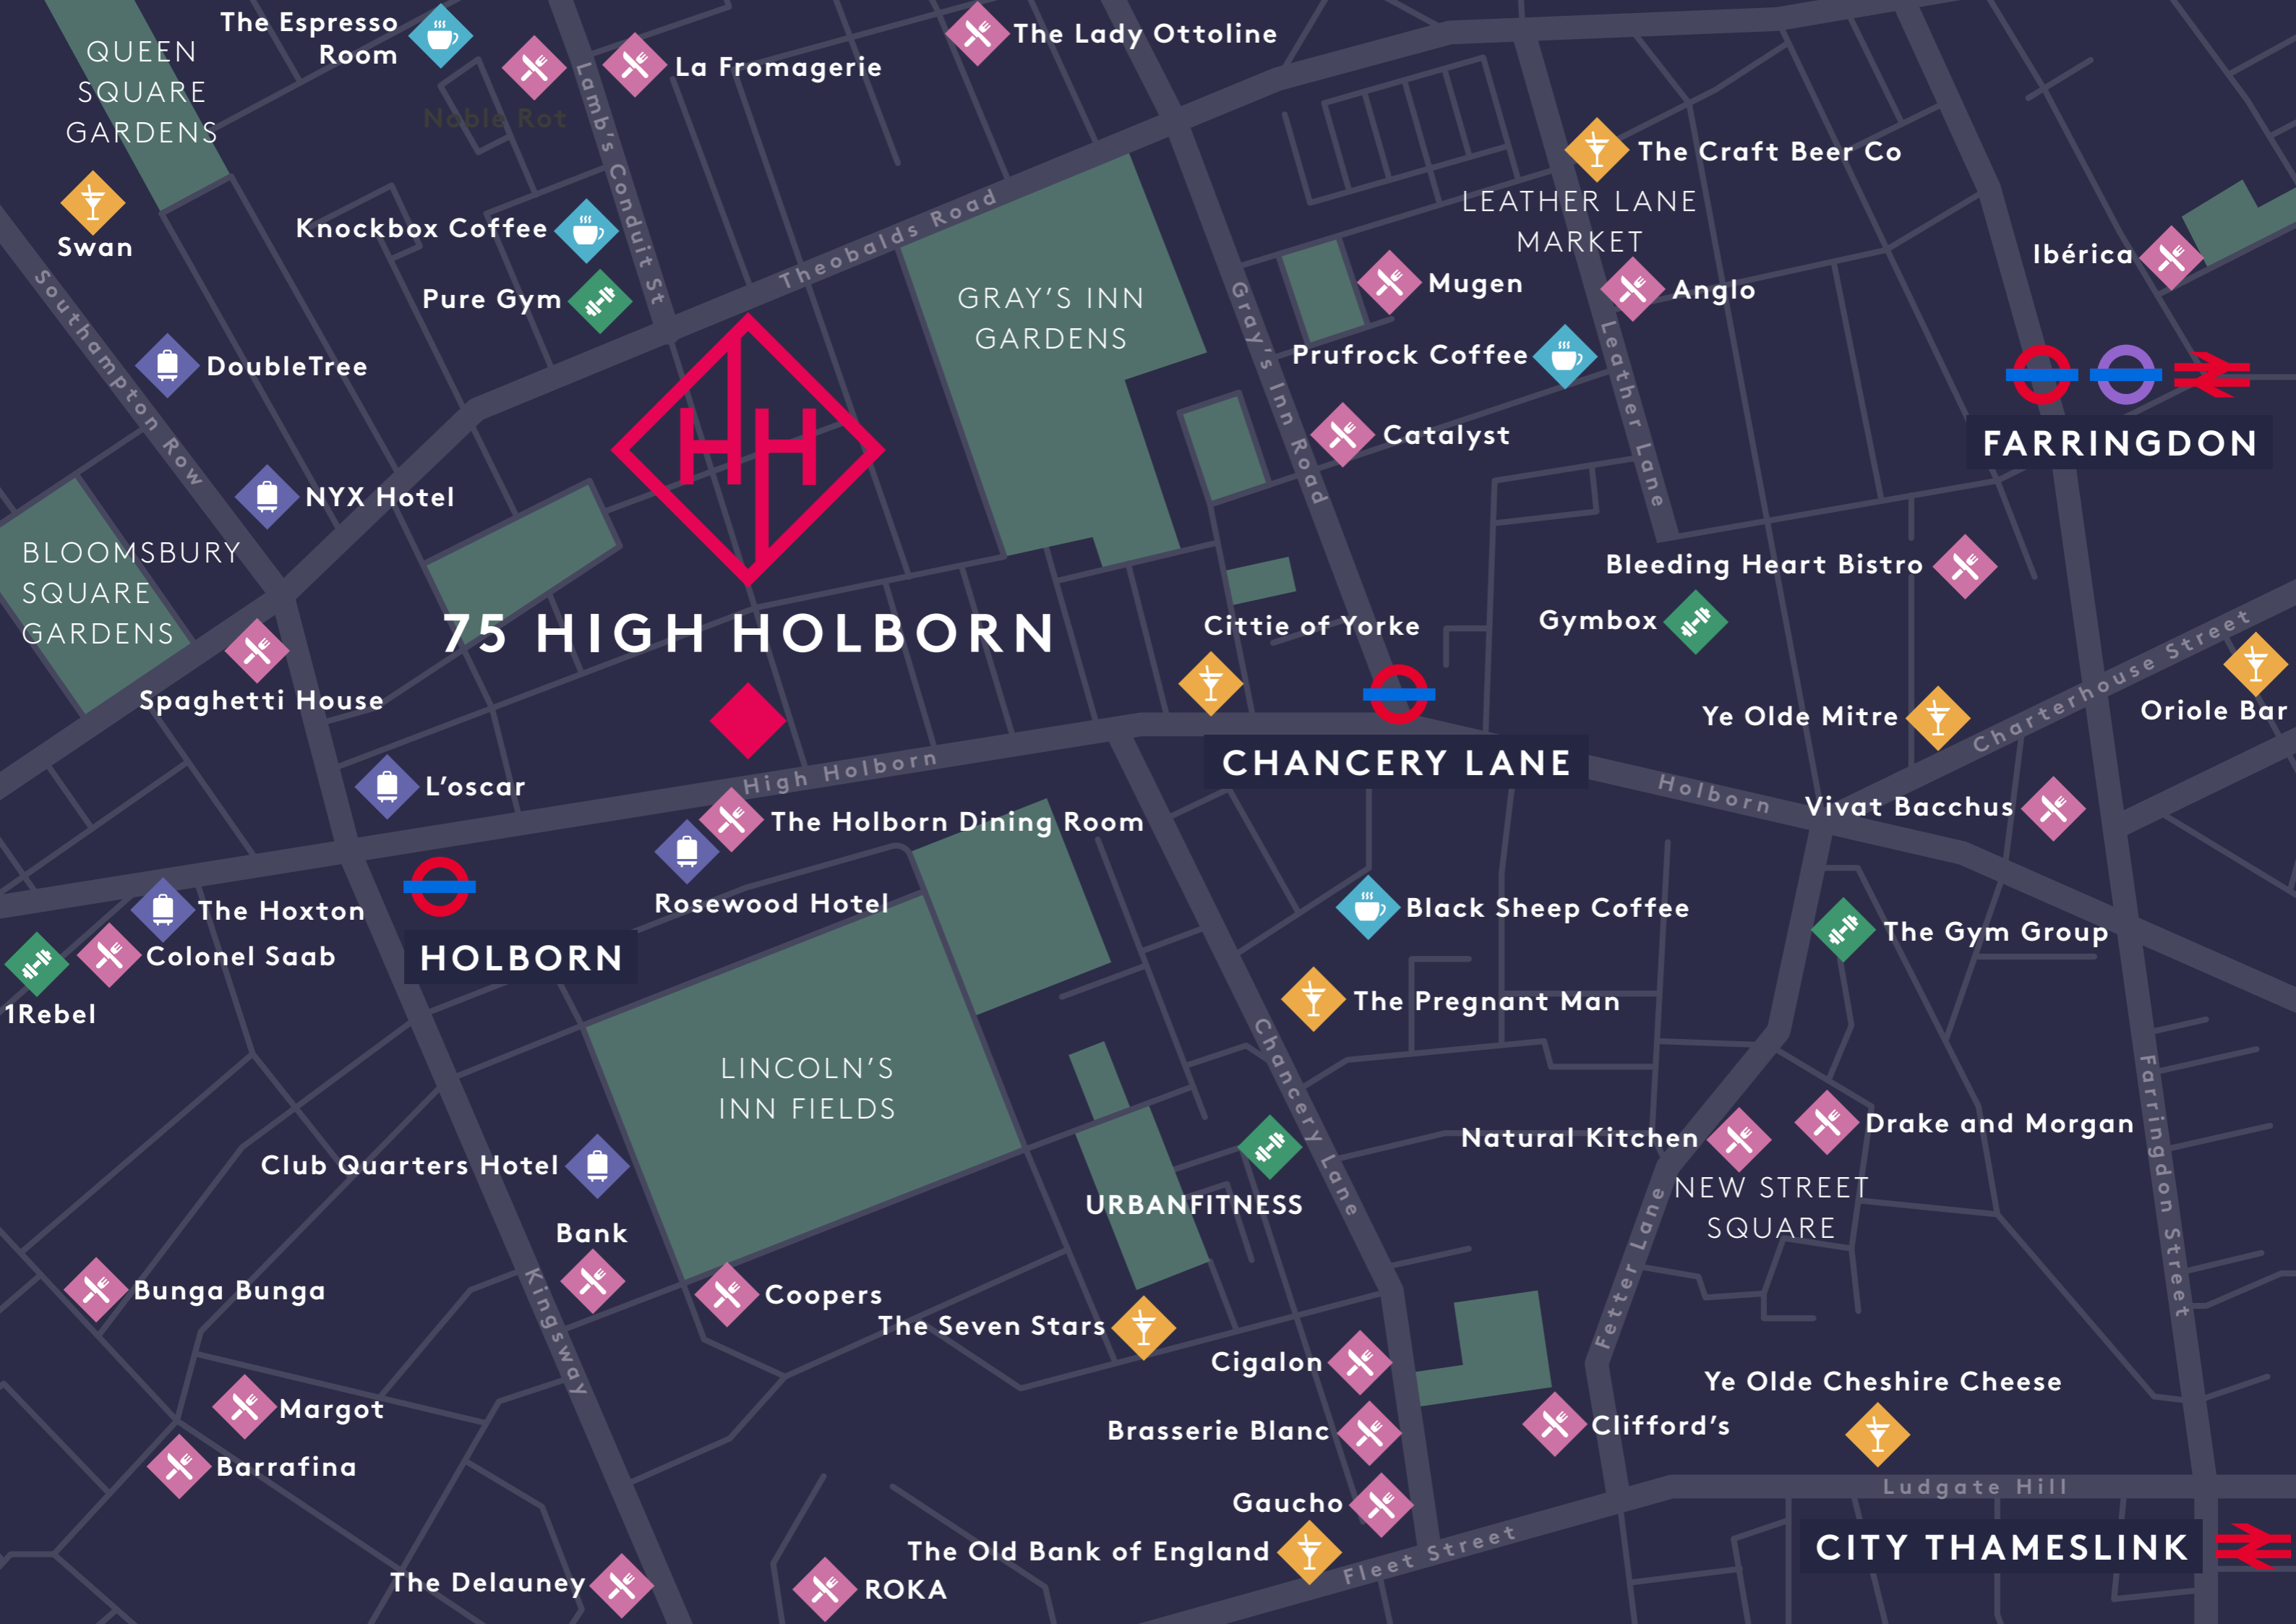 The Espresso
Room
QUEEN
SQUARE
GARDENS
Noble Rot
La Fromagerie
The Lady Ottoline
Lamb's Conduit St
Swan
Knockbox Coffee
Pure Gym
Theobalds Road
Southampton Row
DoubleTree
NYX Hotel
GRAY'S INN
GARDENS
Gray's Inn Road
The Craft Beer Co
LEATHER LANE
MARKET
Mugen
Anglo
Prufrock Coffee
Leather Lane
Catalyst
Ibérica
FARRINGDON
BLOOMSBURY
SQUARE
GARDENS
HH
75 HIGH HOLBORN
Spaghetti House
Cittie of Yorke
Bleeding Heart Bistro
Gymbox
Charterhouse Street
Ye Olde Mitre
Oriole Bar
CHANCERY LANE
L'oscar
High Holborn
Holborn
Vivat Bacchus
The Holborn Dining Room
Rosewood Hotel
The Hoxton
Colonel Saab
1Rebel
HOLBORN
Black Sheep Coffee
The Gym Group
The Pregnant Man
LINCOLN'S
INN FIELDS
Chancery Lane
Farringdon Street
Club Quarters Hotel
URBANFITNESS
Natural Kitchen
Drake and Morgan
NEW STREET
SQUARE
Fetter Lane
Bank
Bunga Bunga
Kingsway
Coopers
The Seven Stars
Cigalon
Margot
Brasserie Blanc
Clifford's
Ye Olde Cheshire Cheese
Barrafina
Gaucho
Ludgate Hill
The Old Bank of England
Fleet Street
CITY THAMESLINK
The Delauney
ROKA